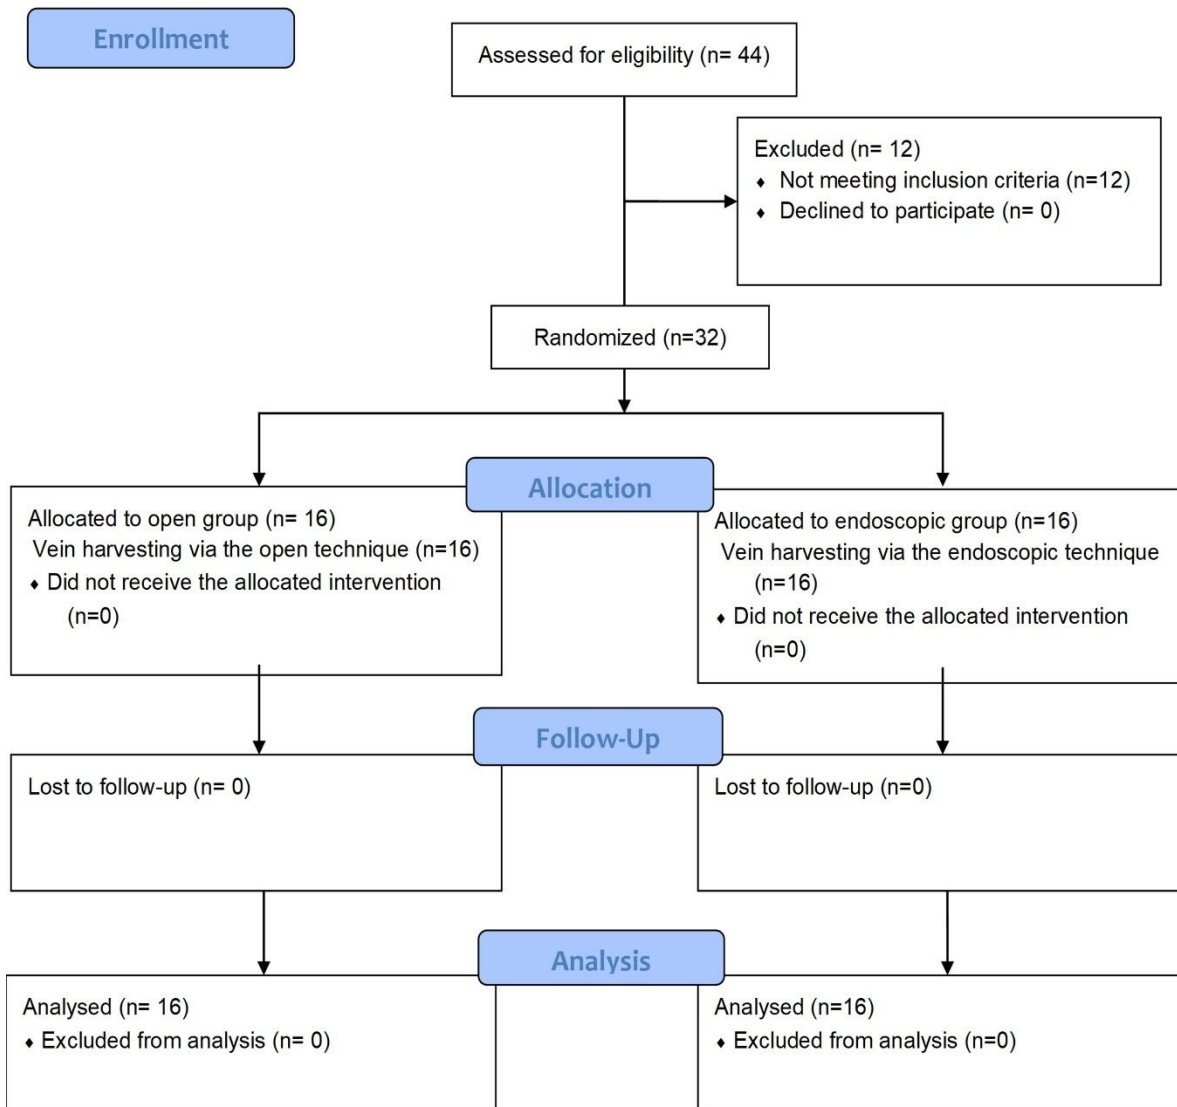 Enrollment
Assessed for eligibility (n= 44)
Excluded (n= 12)
♦ Not meeting inclusion criteria (n=12)
♦ Declined to participate (n= 0)
Randomized (n=32)
Allocation
Allocated to open group (n= 16)
Vein harvesting via the open technique (n=16)
♦ Did not receive the allocated intervention
(n=0)
Allocated to endoscopic group (n=16)
Vein harvesting via the endoscopic technique
(n=16)
♦ Did not receive the allocated intervention
(n=0)
Follow-Up
Lost to follow-up (n= 0)
Lost to follow-up (n=0)
Analysis
Analysed (n= 16)
♦ Excluded from analysis (n= 0)
Analysed (n=16)
♦ Excluded from analysis (n=0)